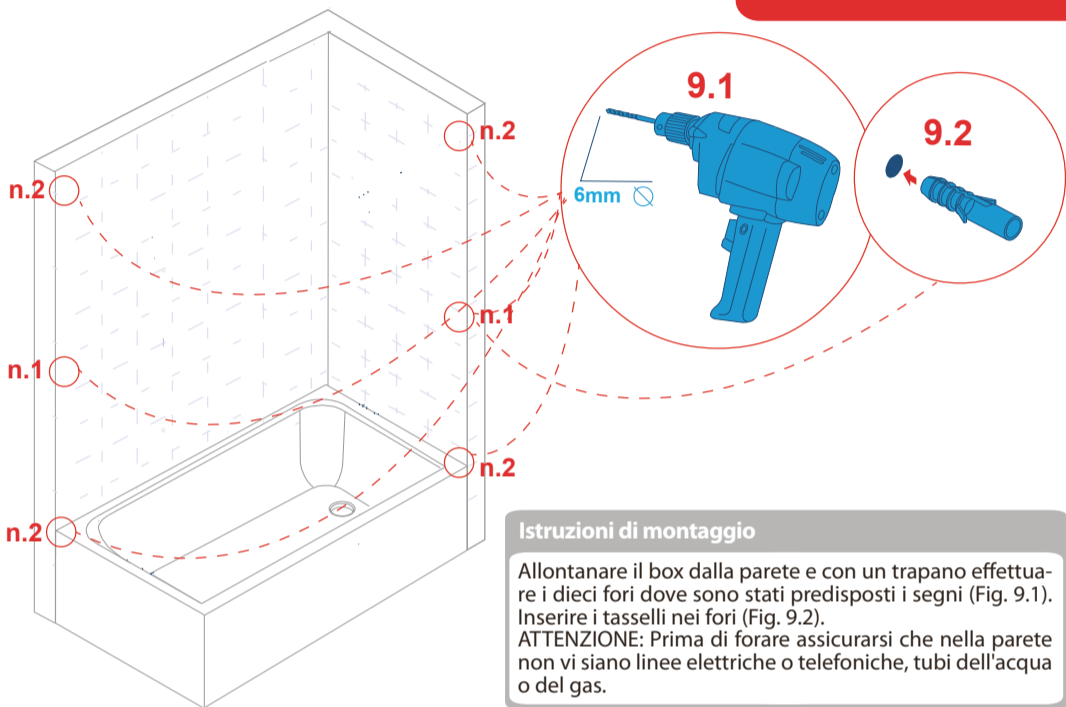 9.1
9.2
n.2
n.2
6mm ∅
n.1
n.1
n.2
n.2
Istruzioni di montaggio
Allontanare il box dalla parete e con un trapano effettua-
re i dieci fori dove sono stati predisposti i segni (Fig. 9.1).
Inserire i tasselli nei fori (Fig. 9.2).
ATTENZIONE: Prima di forare assicurarsi che nella parete
non vi siano linee elettriche o telefoniche, tubi dell'acqua
o del gas.